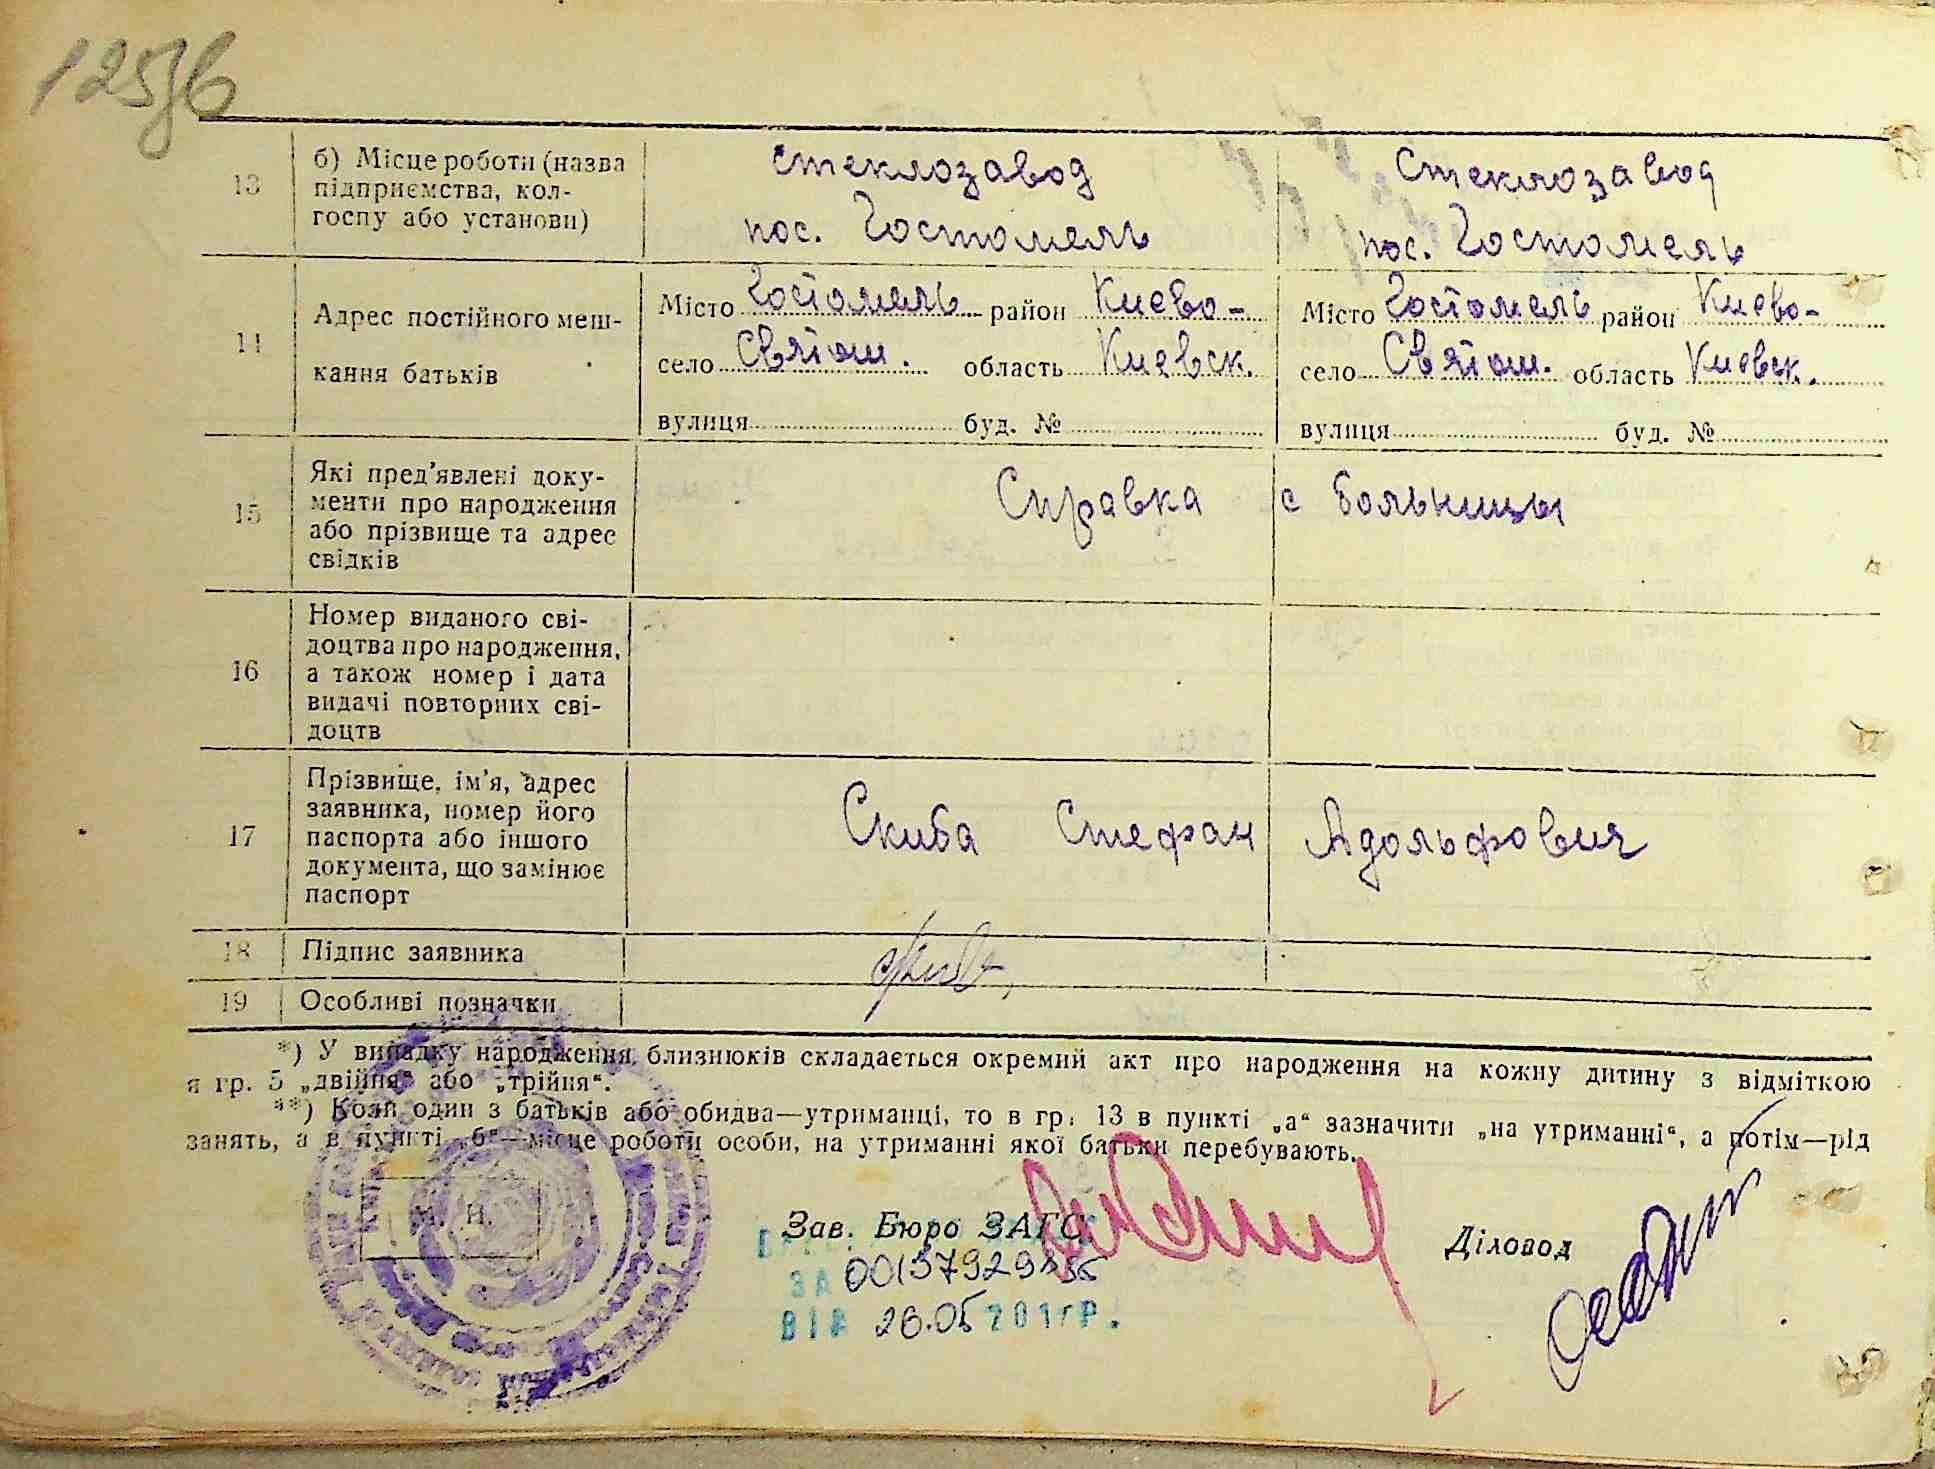 125зв
13
б) Місце роботи (назва
підприємства, кол-
госпу або установи)
стеклозавод
пос. Гостомель
Стеклозавод
пос. Гостомель
14
Адрес постійного меш-
кання батьків
Місто Гостомель район Киево-
село Святош. область Киевск.
вулиця буд. №
Місто Гостомель район Киево-
село Святош. область Киевск.
вулиця буд. №
15
Які пред'явлені доку-
менти про народження
або прізвище та адрес
свідків
Справка с больницы
16
Номер виданого сві-
доцтва про народження,
а також номер і дата
видачі повторних сві-
доцтв
17
Прізвище, ім'я, адрес
заявника, номер його
паспорта або іншого
документа, що замінює
паспорт
Скиба Стефан Адольфович
18
Підпис заявника
19
Особливі позначки
*) У випадку народження близнюків складається окремий акт про народження на кожну дитину з відміткою
в гр. 5 „двійня“ або „трійня“.
**) Коли один з батьків або обидва—утриманці, то в гр. 13 в пункті „а“ зазначити „на утриманні“, а потім—рід
занять, а в пункті „б“—місце роботи особи, на утриманні якої батьки перебувають.
М. П.
Зав. Бюро ЗАГС
Діловод
ЗА
ВІД 26.05 Р.